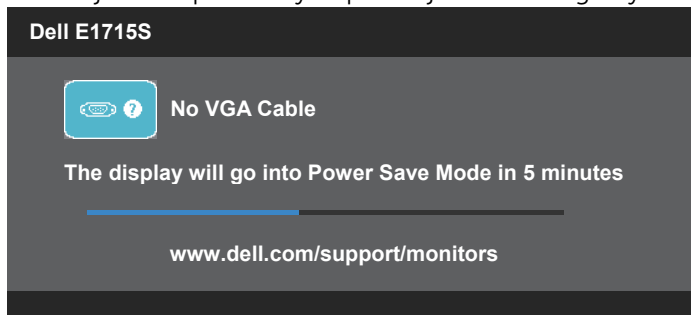 Dell E1715S
?
No VGA Cable
The display will go into Power Save Mode in 5 minutes
www.dell.com/support/monitors